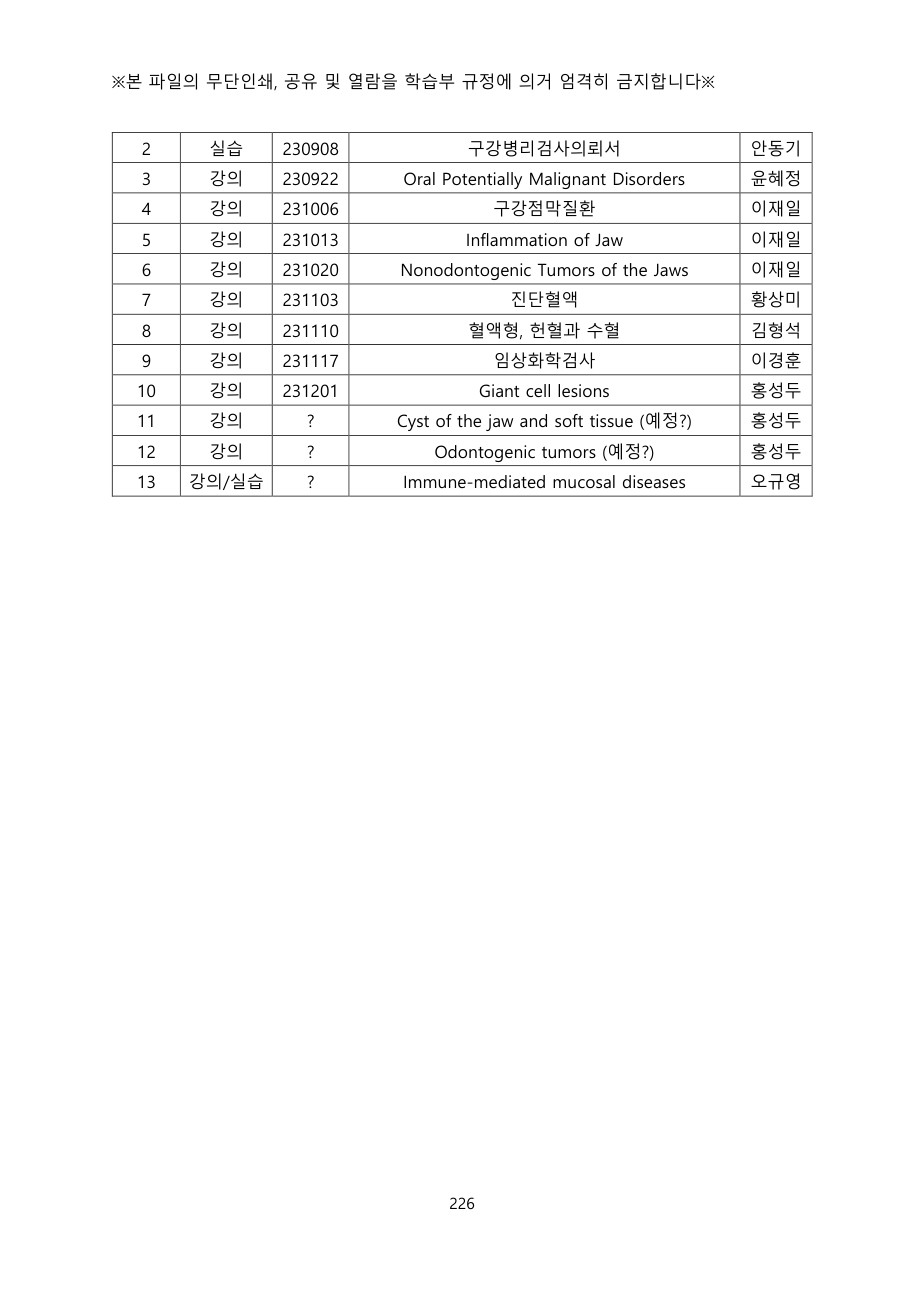 ※본 파일의 무단인쇄, 공유 및 열람을 학습부 규정에 의거 엄격히 금지합니다※
2 실습 230908 구강병리검사의뢰서 안동기
3 강의 230922 Oral Potentially Malignant Disorders 윤혜정
4 강의 231006 구강점막질환 이재일
5 강의 231013 Inflammation of Jaw 이재일
6 강의 231020 Nonodontogenic Tumors of the Jaws 이재일
7 강의 231103 진단혈액 황상미
8 강의 231110 혈액형, 헌혈과 수혈 김형석
9 강의 231117 임상화학검사 이경훈
10 강의 231201 Giant cell lesions 홍성두
11 강의 ? Cyst of the jaw and soft tissue (예정?) 홍성두
12 강의 ? Odontogenic tumors (예정?) 홍성두
13 강의/실습 ? Immune-mediated mucosal diseases 오규영
226